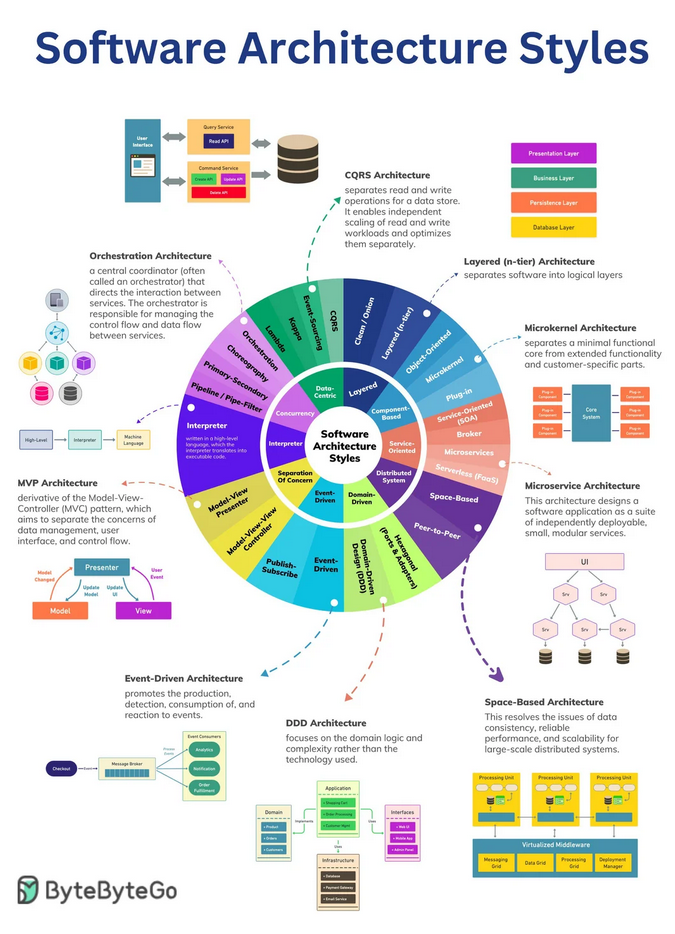 Software Architecture Styles
User
Interface
Query Service
Read API
Command Service
Create API
Update API
Delete API
CQRS Architecture
separates read and write
operations for a data store.
It enables independent
scaling of read and write
workloads and optimizes
them separately.
Presentation Layer
Business Layer
Persistence Layer
Database Layer
Orchestration Architecture
a central coordinator (often
called an orchestrator) that
directs the interaction between
services. The orchestrator is
responsible for managing the
control flow and data flow
between services.
Layered (n-tier) Architecture
separates software into logical layers
Microkernel Architecture
separates a minimal functional
core from extended functionality
and customer-specific parts.
Plug-in
Component
Plug-in
Component
Plug-in
Component
Core
System
Plug-in
Component
Plug-in
Component
Plug-in
Component
Clean / Onion
Layered (n-tier)
Object-Oriented
Microkernel
Plug-in
Service-Oriented
(SOA)
Broker
Microservices
Serverless (FaaS)
Space-Based
Peer-to-Peer
Hexagonal
(Ports & Adapters)
Domain-Driven
Design (DDD)
Event-
Driven
Publish-
Subscribe
Model-View-View
Controller
Model-View
Presenter
Interpreter
written in a high-level
language, which the
interpreter translates into
executable code.
Pipeline / Pipe-Filter
Primary-Secondary
Choreography
Orchestration
Lambda
Kappa
Event-Sourcing
CQRS
Layered
Component-
Based
Service-
Oriented
Distributed
System
Domain-
Driven
Event-
Driven
Separation
Of Concern
Interpreter
Concurrency
Data-
Centric
Software
Architecture
Styles
High-Level
Interpreter
Machine
Language
MVP Architecture
derivative of the Model-View-
Controller (MVC) pattern, which
aims to separate the concerns of
data management, user
interface, and control flow.
Presenter
Model
Changed
Update
Model
Update
UI
User
Event
Model
View
Microservice Architecture
This architecture designs a
software application as a suite
of independently deployable,
small, modular services.
UI
Srv
Srv
Srv
Srv
Srv
Event-Driven Architecture
promotes the production,
detection, consumption of, and
reaction to events.
Checkout
Event
Message Broker
Event Consumers
Analytics
Notification
Order
Fulfillment
DDD Architecture
focuses on the domain logic and
complexity rather than the
technology used.
Application
• Shopping Cart
• Order Processing
• Customer Mgmt
Domain
• Product
• Orders
• Customers
Implements
Uses
Uses
Interfaces
• Web UI
• Mobile App
• Admin Panel
Infrastructure
• Database
• Payment Gateway
• Email Service
Space-Based Architecture
This resolves the issues of data
consistency, reliable
performance, and scalability for
large-scale distributed systems.
Processing Unit
Processing Unit
Processing Unit
Virtualized Middleware
Messaging
Grid
Data Grid
Processing
Grid
Deployment
Manager
ByteByteGo